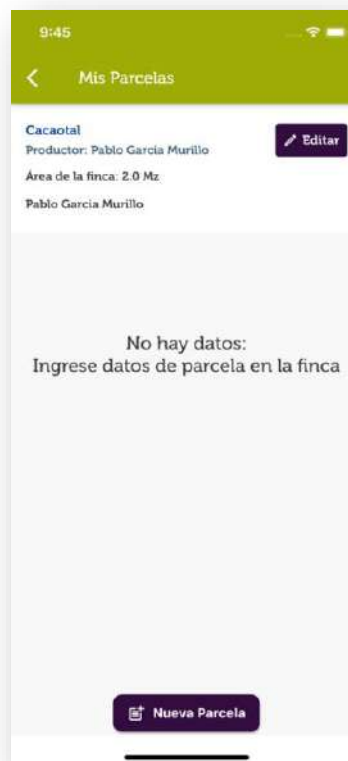 9:45
Mis Parcelas
Cacaotal
Productor: Pablo Garcia Murillo
Editar
Área de la finca: 2.0 Mz
Pablo Garcia Murillo
No hay datos:
Ingrese datos de parcela en la finca
Nueva Parcela